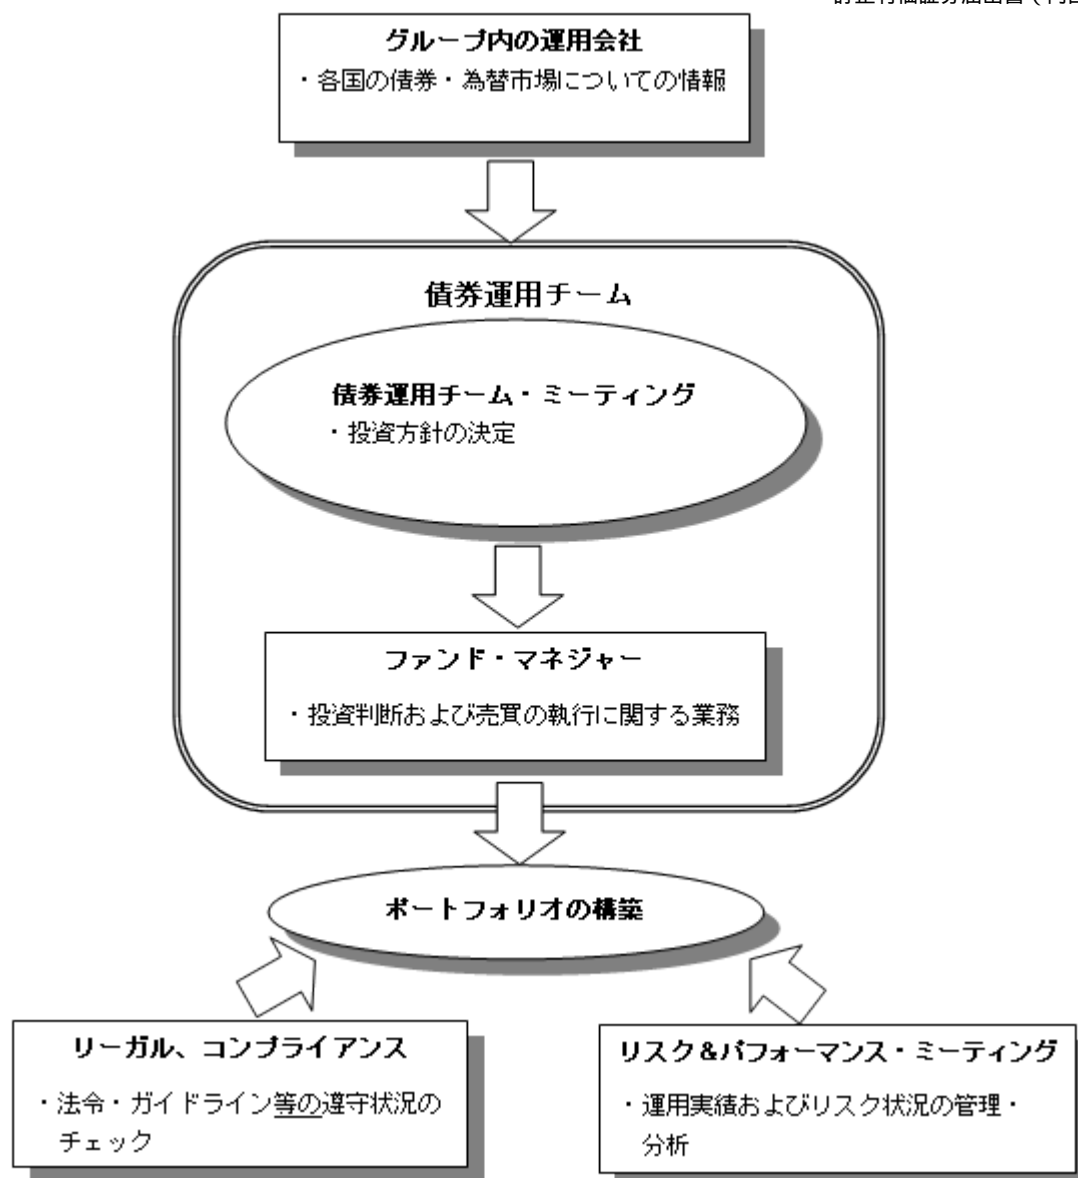 グループ内の運用会社
・各国の債券・為替市場についての情報
債券運用チーム
債券運用チーム・ミーティング
・投資方針の決定
ファンド・マネジャー
・投資判断および売買の執行に関する業務
ポートフォリオの構築
リーガル、コンプライアンス
・法令・ガイドライン等の遵守状況の
チェック
リスク&パフォーマンス・ミーティング
・運用実績およびリスク状況の管理・
分析